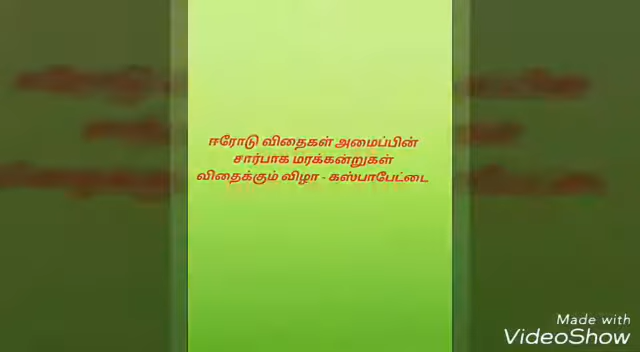 ஈரோடு விதைகள் அமைப்பின்
சார்பாக மரக்கன்றுகள்
விதைக்கும் விழா - கஸ்பாபேட்டை
Made with
VideoShow